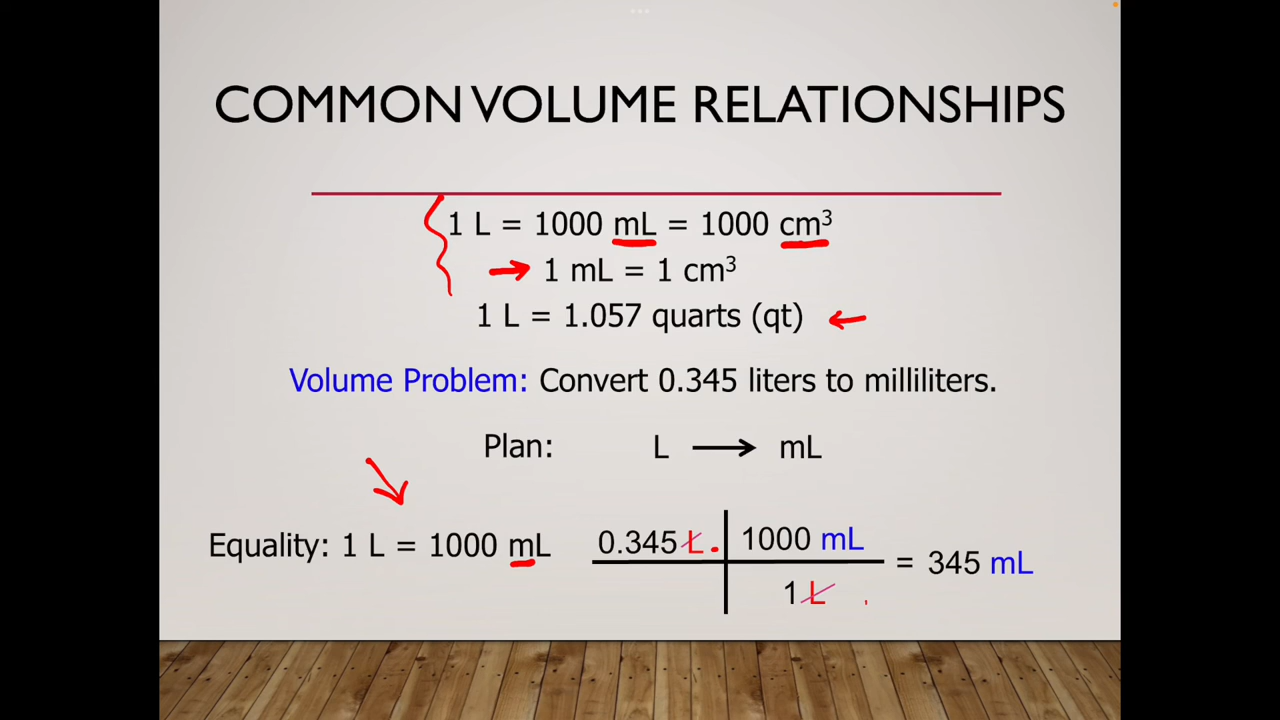 COMMON VOLUME RELATIONSHIPS
1 L = 1000 mL = 1000 cm³
1 mL = 1 cm³
1 L = 1.057 quarts (qt)
Volume Problem: Convert 0.345 liters to milliliters.
Plan: L → mL
Equality: 1 L = 1000 mL
0.345 L 1000 mL
1 L
= 345 mL